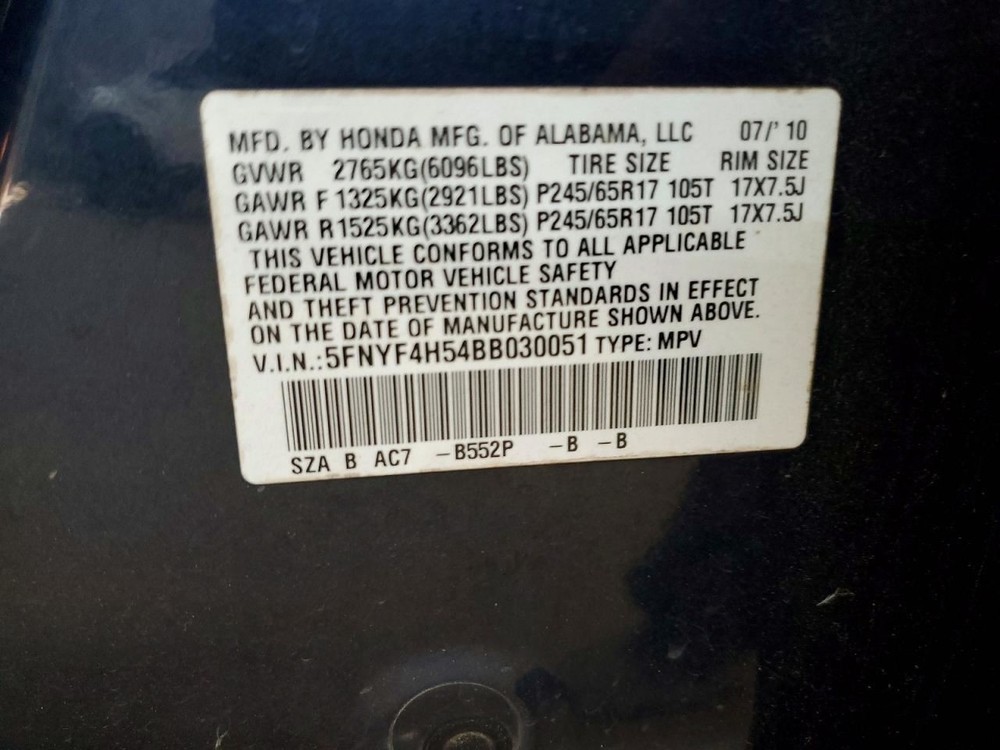 MFD. BY HONDA MFG. OF ALABAMA, LLC 07/' 10
GVWR 2765KG(6096LBS) TIRE SIZE RIM SIZE
GAWR F 1325KG(2921LBS) P245/65R17 105T 17X7.5J
GAWR R1525KG(3362LBS) P245/65R17 105T 17X7.5J
THIS VEHICLE CONFORMS TO ALL APPLICABLE
FEDERAL MOTOR VEHICLE SAFETY
AND THEFT PREVENTION STANDARDS IN EFFECT
ON THE DATE OF MANUFACTURE SHOWN ABOVE.
V.I.N.:5FNYF4H54BB030051 TYPE: MPV
SZA B AC7 -B552P -B -B